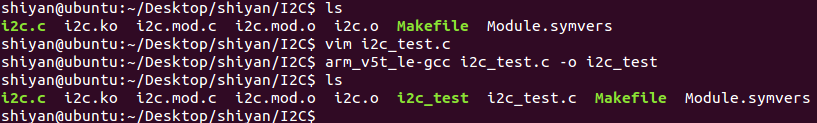 shiyan@ubuntu:~/Desktop/shiyan/I2C$ ls
i2c.c  i2c.ko  i2c.mod.c  i2c.mod.o  i2c.o  Makefile  Module.symvers
shiyan@ubuntu:~/Desktop/shiyan/I2C$ vim i2c_test.c
shiyan@ubuntu:~/Desktop/shiyan/I2C$ arm_v5t_le-gcc i2c_test.c -o i2c_test
shiyan@ubuntu:~/Desktop/shiyan/I2C$ ls
i2c.c  i2c.ko  i2c.mod.c  i2c.mod.o  i2c.o  i2c_test  i2c_test.c  Makefile  Module.symvers
shiyan@ubuntu:~/Desktop/shiyan/I2C$